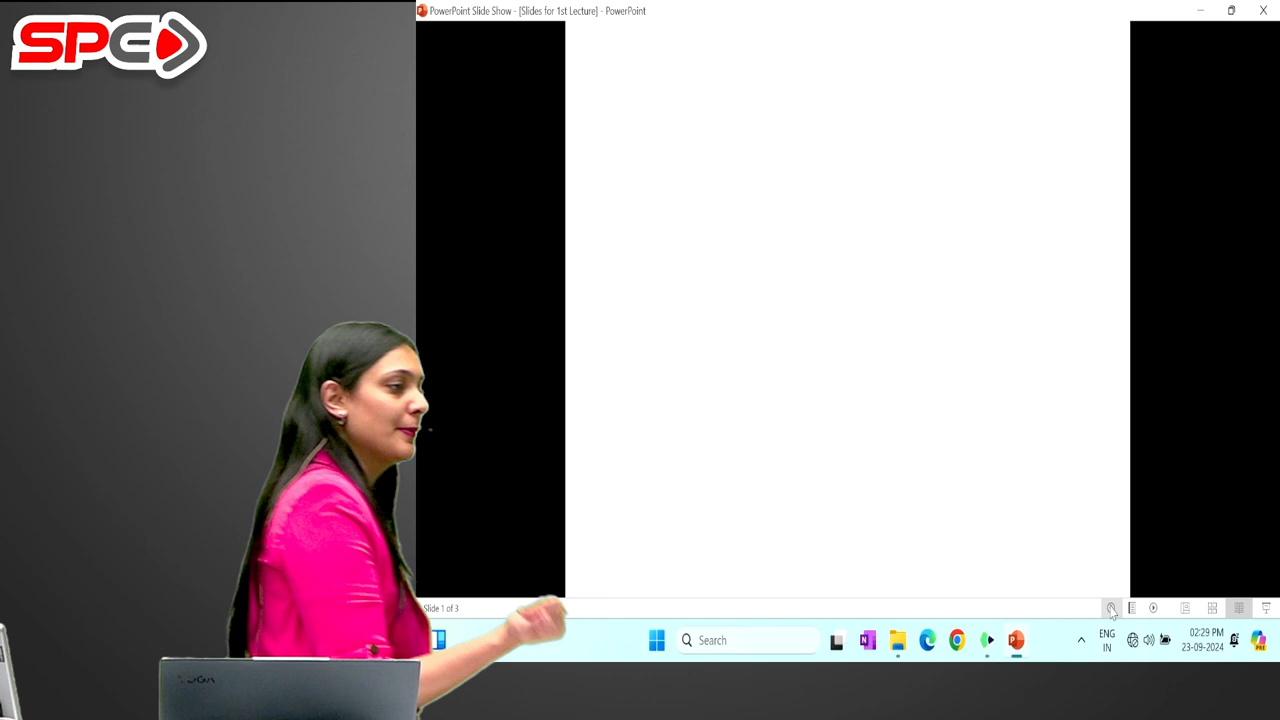 SPE
PowerPoint Slide Show - [Slides for 1st Lecture] - PowerPoint
Slide 1 of 3
Search
ENG
IN
02:29 PM
23-09-2024
PRE